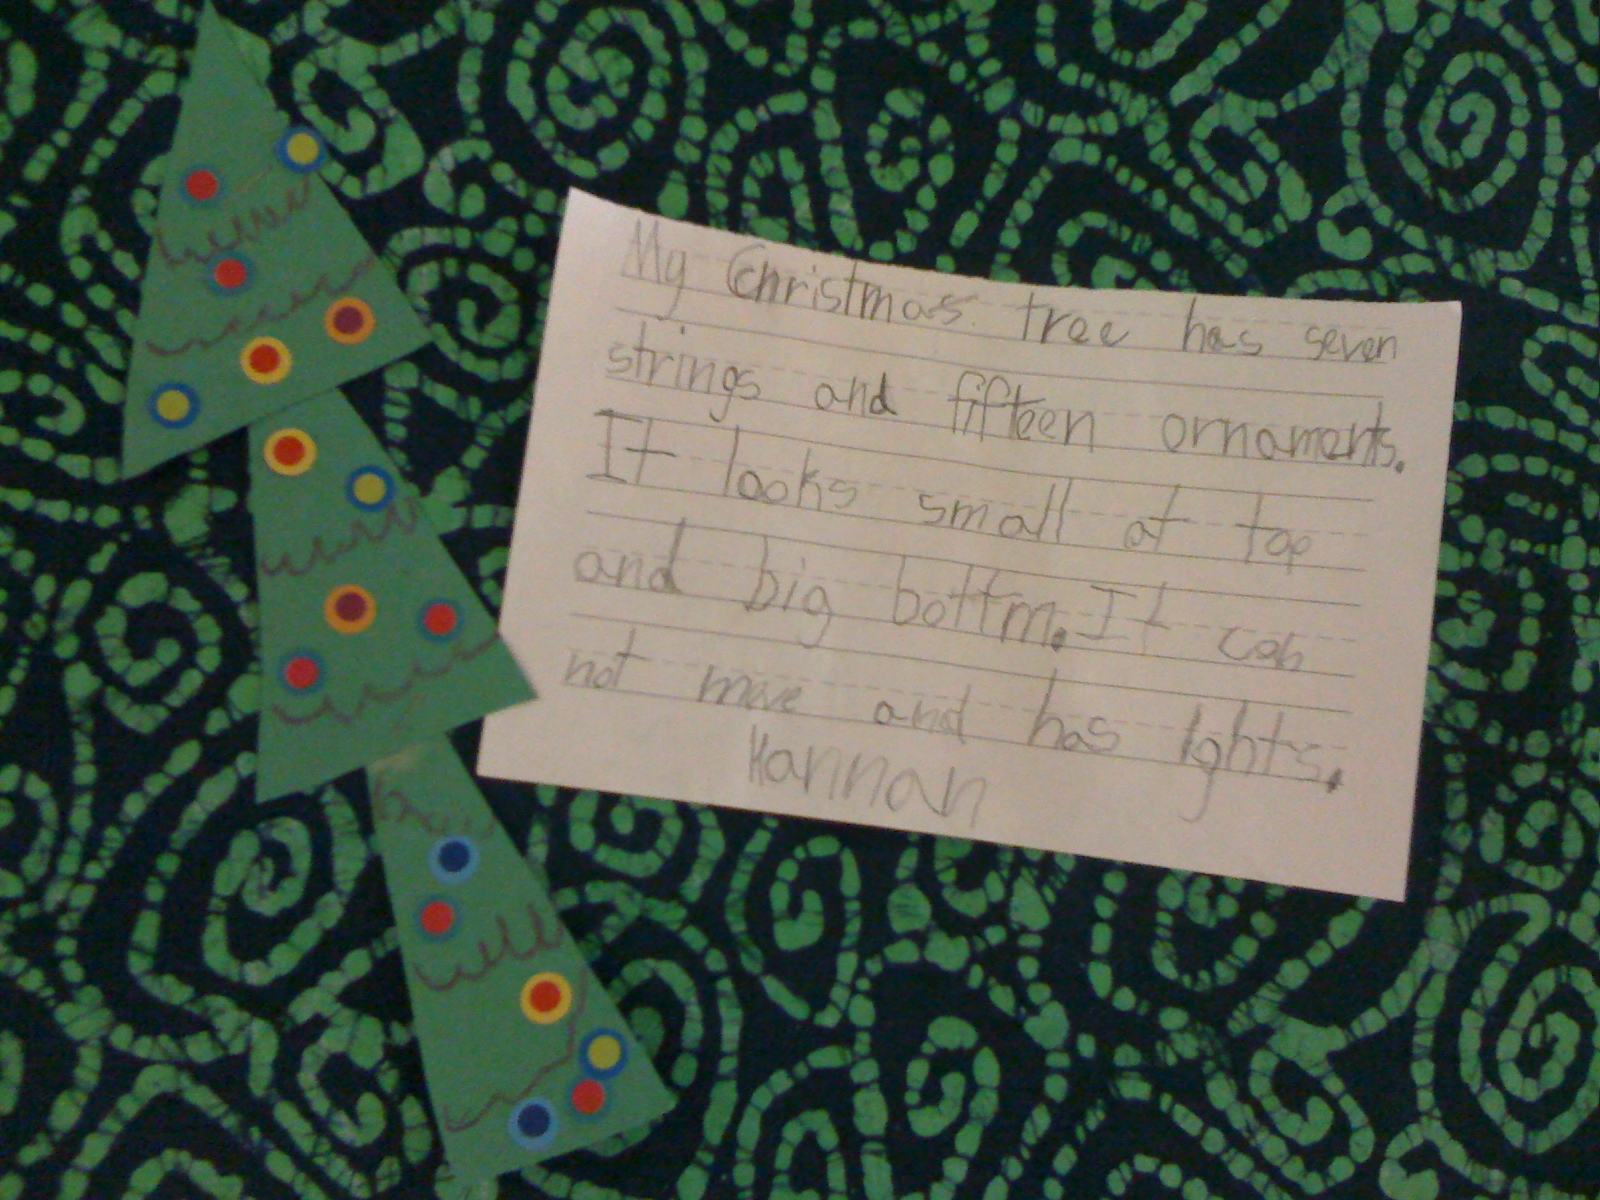 My Christmas tree has seven
strings and fifteen ornaments.
It looks small at top
and big bottm. It can
not move and has lghts.
Hannah